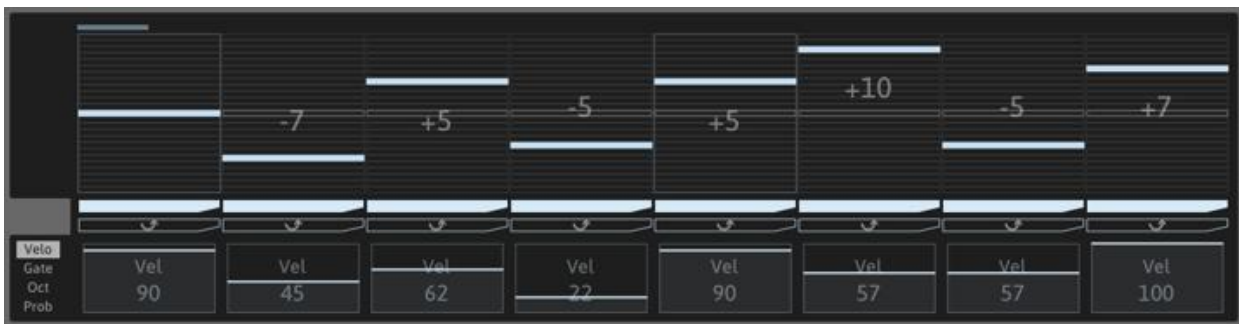 -7 +5 -5 +5 +10 -5 +7
Velo
Gate
Oct
Prob
Vel Vel Vel Vel Vel Vel Vel Vel
90 45 62 22 90 57 57 100